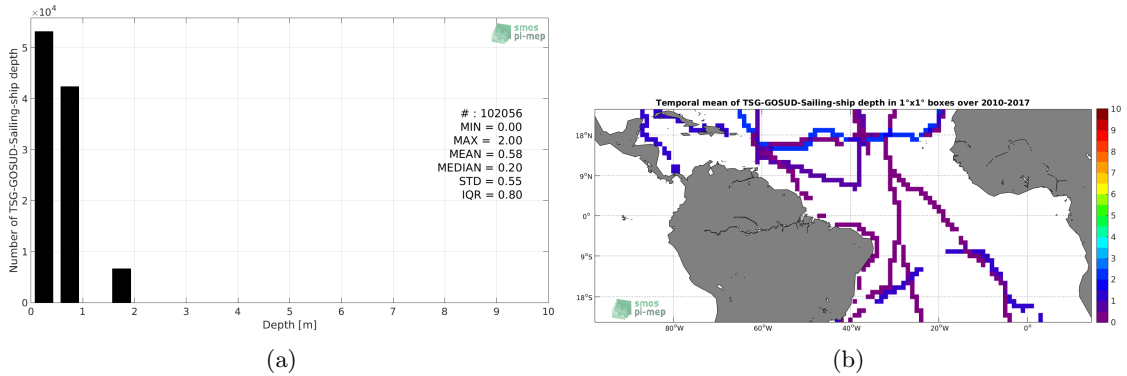 ×10⁴
smos
pi-mep
5
4
3
2
1
0
Number of TSG-GOSUD-Sailing-ship depth
# : 102056
MIN = 0.00
MAX = 2.00
MEAN = 0.58
MEDIAN = 0.20
STD = 0.55
IQR = 0.80
0 1 2 3 4 5 6 7 8 9 10
Depth [m]
(a)
Temporal mean of TSG-GOSUD-Sailing-ship depth in 1°x1° boxes over 2010-2017
18°N
9°N
0°
9°S
18°S
80°W 60°W 40°W 20°W 0°
smos
pi-mep
10
9
8
7
6
5
4
3
2
1
0
(b)